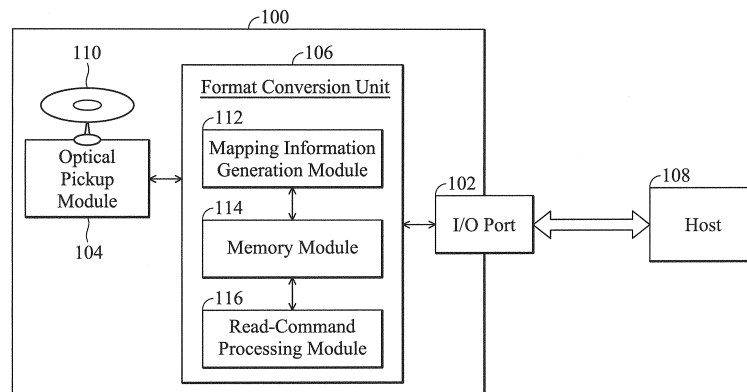 100
110
106
Format Conversion Unit
112
Mapping Information
Generation Module
Optical
Pickup
Module
104
114
Memory Module
116
Read-Command
Processing Module
102
I/O Port
108
Host